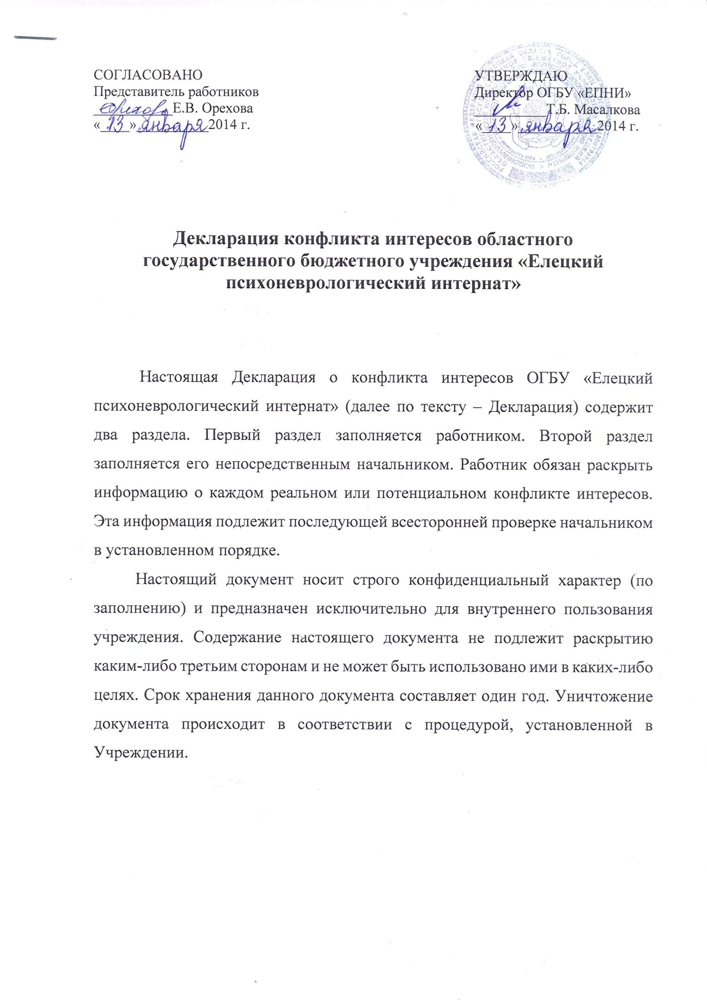 СОГЛАСОВАНО
Представитель работников
Орехова Е.В. Орехова
«13» января 2014 г.
УТВЕРЖДАЮ
Директор ОГБУ «ЕПНИ»
Т.Б. Масалкова
«13» января 2014 г.
Декларация конфликта интересов областного
государственного бюджетного учреждения «Елецкий
психоневрологический интернат»
Настоящая Декларация о конфликта интересов ОГБУ «Елецкий
психоневрологический интернат» (далее по тексту – Декларация) содержит
два раздела. Первый раздел заполняется работником. Второй раздел
заполняется его непосредственным начальником. Работник обязан раскрыть
информацию о каждом реальном или потенциальном конфликте интересов.
Эта информация подлежит последующей всесторонней проверке начальником
в установленном порядке.
Настоящий документ носит строго конфиденциальный характер (по
заполнению) и предназначен исключительно для внутреннего пользования
учреждения. Содержание настоящего документа не подлежит раскрытию
каким-либо третьим сторонам и не может быть использовано ими в каких-либо
целях. Срок хранения данного документа составляет один год. Уничтожение
документа происходит в соответствии с процедурой, установленной в
Учреждении.